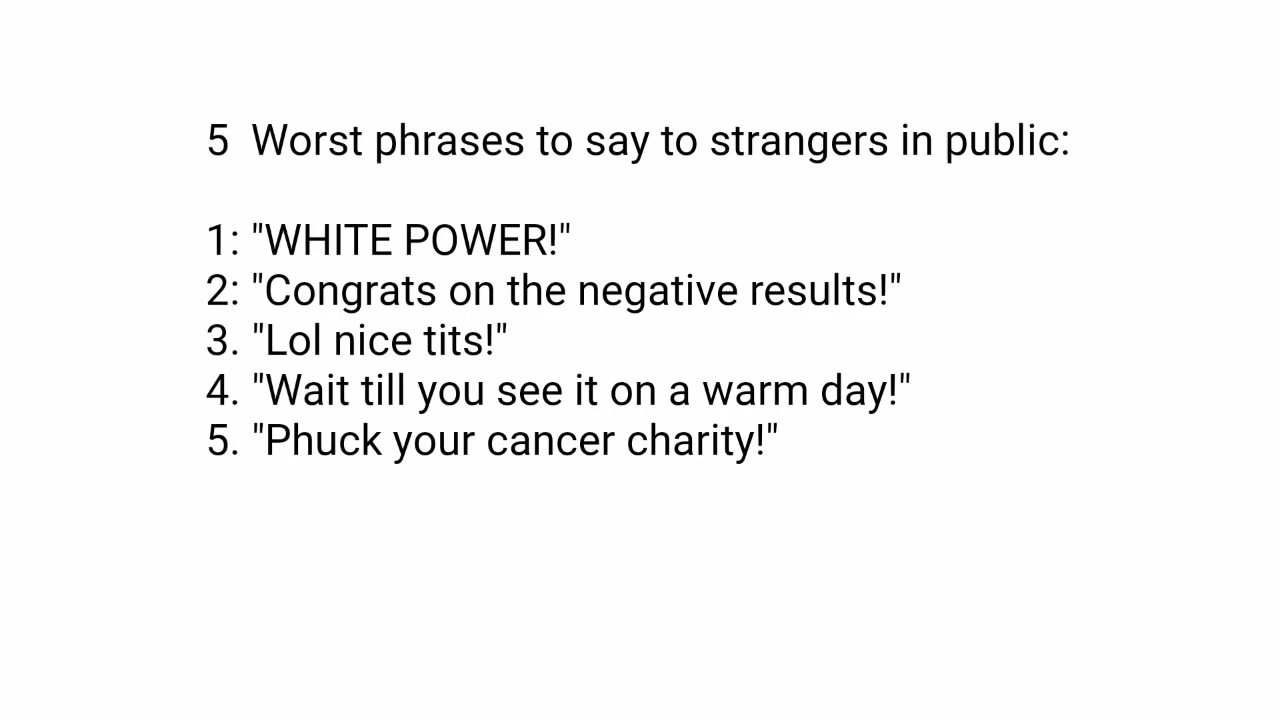 5 Worst phrases to say to strangers in public:
1: "WHITE POWER!"
2: "Congrats on the negative results!"
3. "Lol nice tits!"
4. "Wait till you see it on a warm day!"
5. "Phuck your cancer charity!"